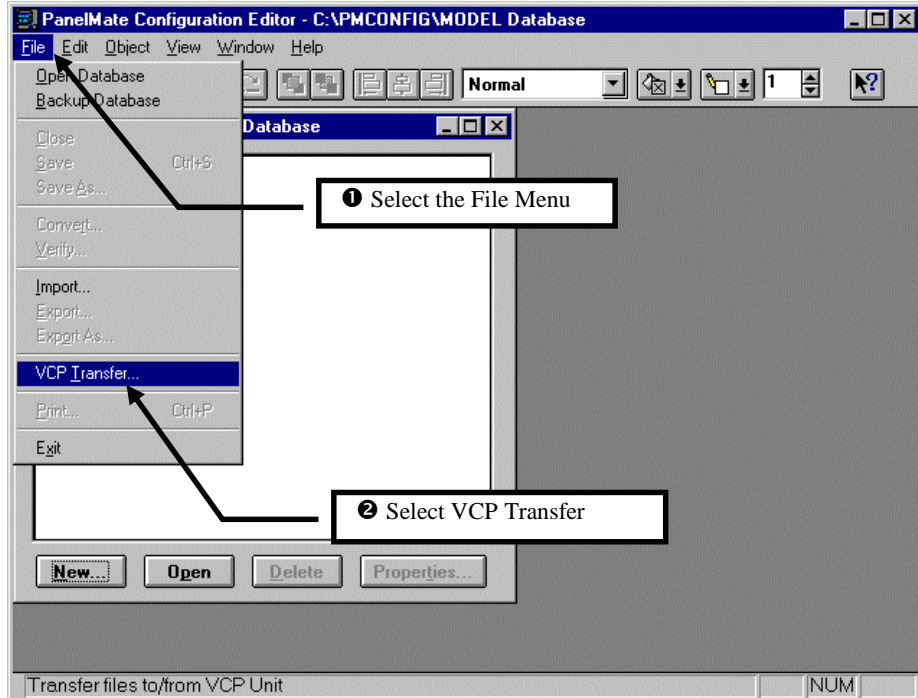 PanelMate Configuration Editor - C:\PMCONFIG\MODEL Database
File Edit Object View Window Help
Normal
1
Open Database
Backup Database
Close
Save Ctrl+S
Save As...
Convert...
Verify...
Import...
Export...
Export As...
VCP Transfer...
Print... Ctrl+P
Exit
Database
❶ Select the File Menu
❷ Select VCP Transfer
New... Open Delete Properties...
Transfer files to/from VCP Unit NUM